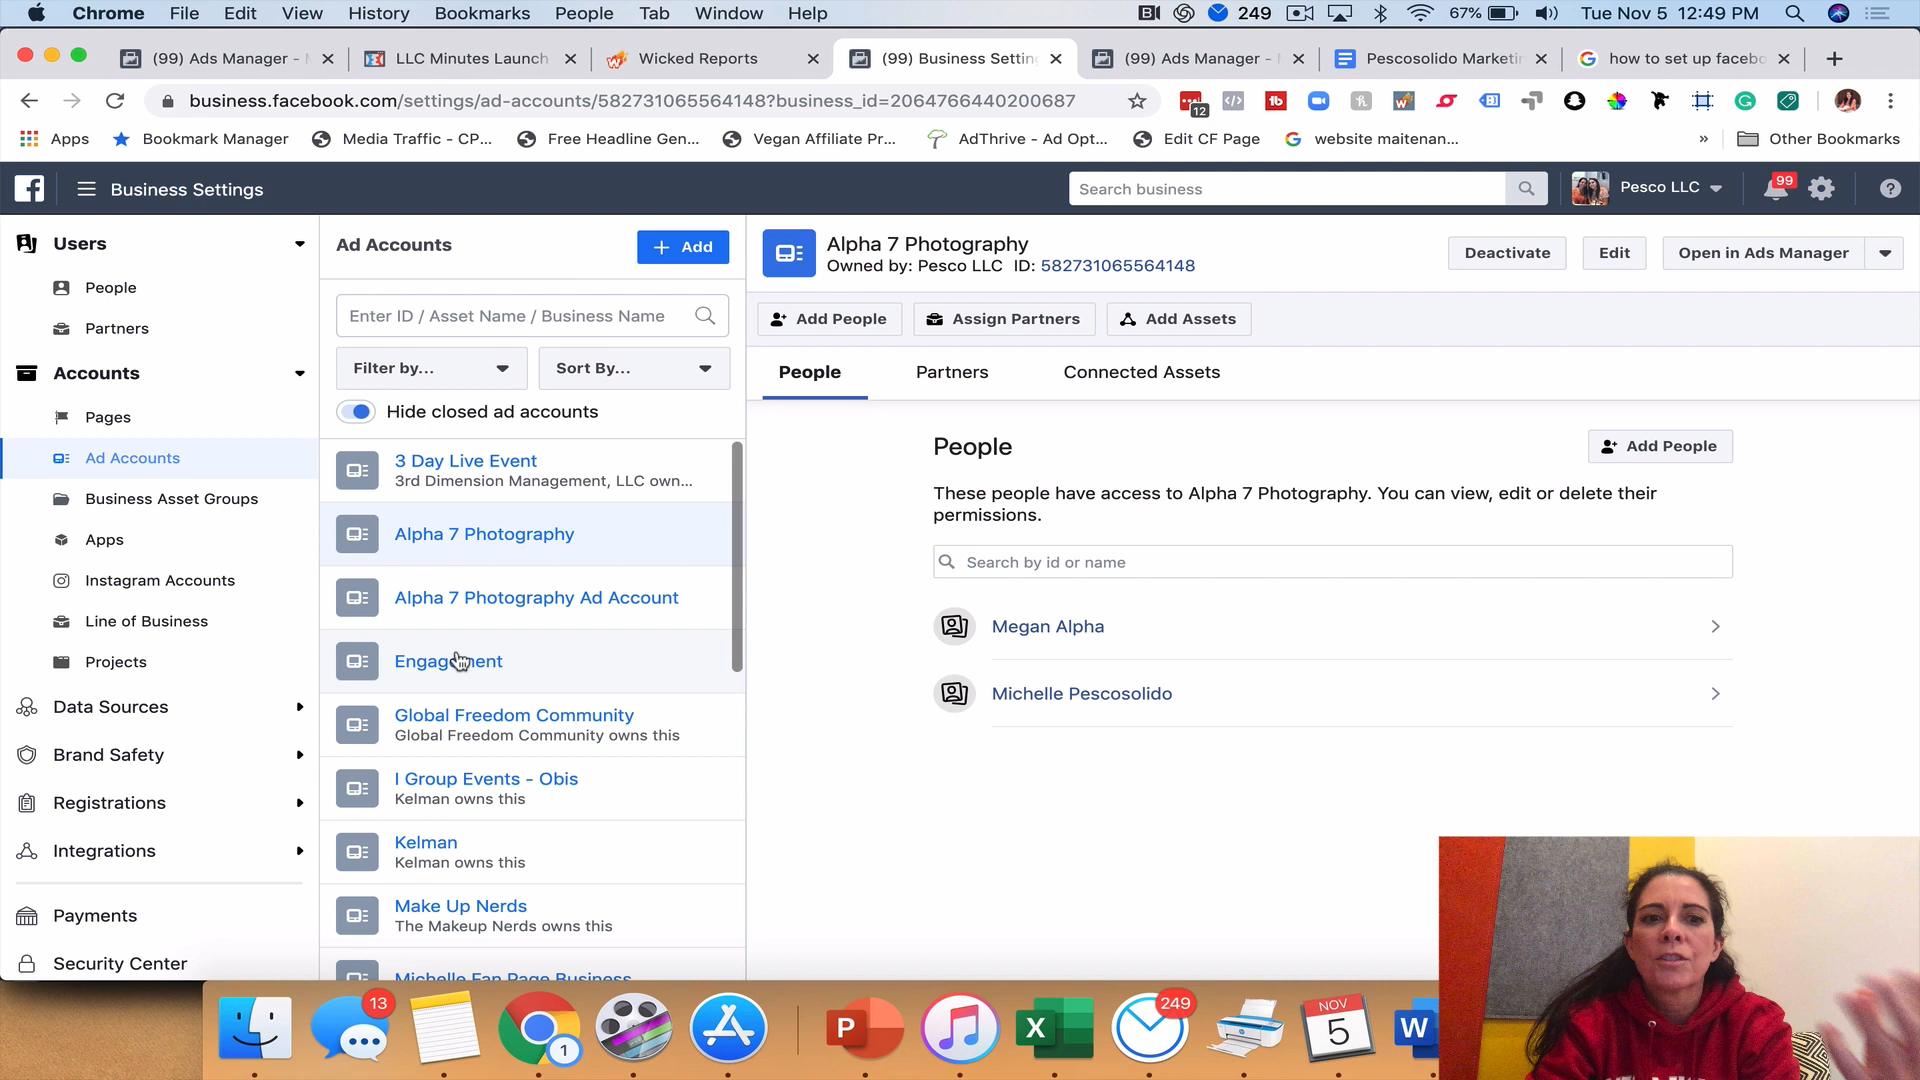 Chrome File Edit View History Bookmarks People Tab Window Help 249 67% Tue Nov 5 12:49 PM
(99) Ads Manager - LLC Minutes Launch Wicked Reports (99) Business Settin (99) Ads Manager - Pescosolido Marketi how to set up facebo
business.facebook.com/settings/ad-accounts/582731065564148?business_id=2064766440200687 12
Apps Bookmark Manager Media Traffic - CP... Free Headline Gen... Vegan Affiliate Pr... AdThrive - Ad Opt... Edit CF Page website maitenan... » Other Bookmarks
Business Settings
Search business
Pesco LLC
99
Users
People
Partners
Accounts
Pages
Ad Accounts
Business Asset Groups
Apps
Instagram Accounts
Line of Business
Projects
Data Sources
Brand Safety
Registrations
Integrations
Payments
Security Center
Ad Accounts
+ Add
Enter ID / Asset Name / Business Name
Filter by...
Sort By...
Hide closed ad accounts
3 Day Live Event
3rd Dimension Management, LLC own...
Alpha 7 Photography
Alpha 7 Photography Ad Account
Engagement
Global Freedom Community
Global Freedom Community owns this
I Group Events - Obis
Kelman owns this
Kelman
Kelman owns this
Make Up Nerds
The Makeup Nerds owns this
Michelle Fan Page Business
Alpha 7 Photography
Owned by: Pesco LLC ID: 582731065564148
Deactivate
Edit
Open in Ads Manager
Add People
Assign Partners
Add Assets
People
Partners
Connected Assets
People
Add People
These people have access to Alpha 7 Photography. You can view, edit or delete their
permissions.
Search by id or name
Megan Alpha
Michelle Pescosolido
13
1
P
X
249
NOV
5
W